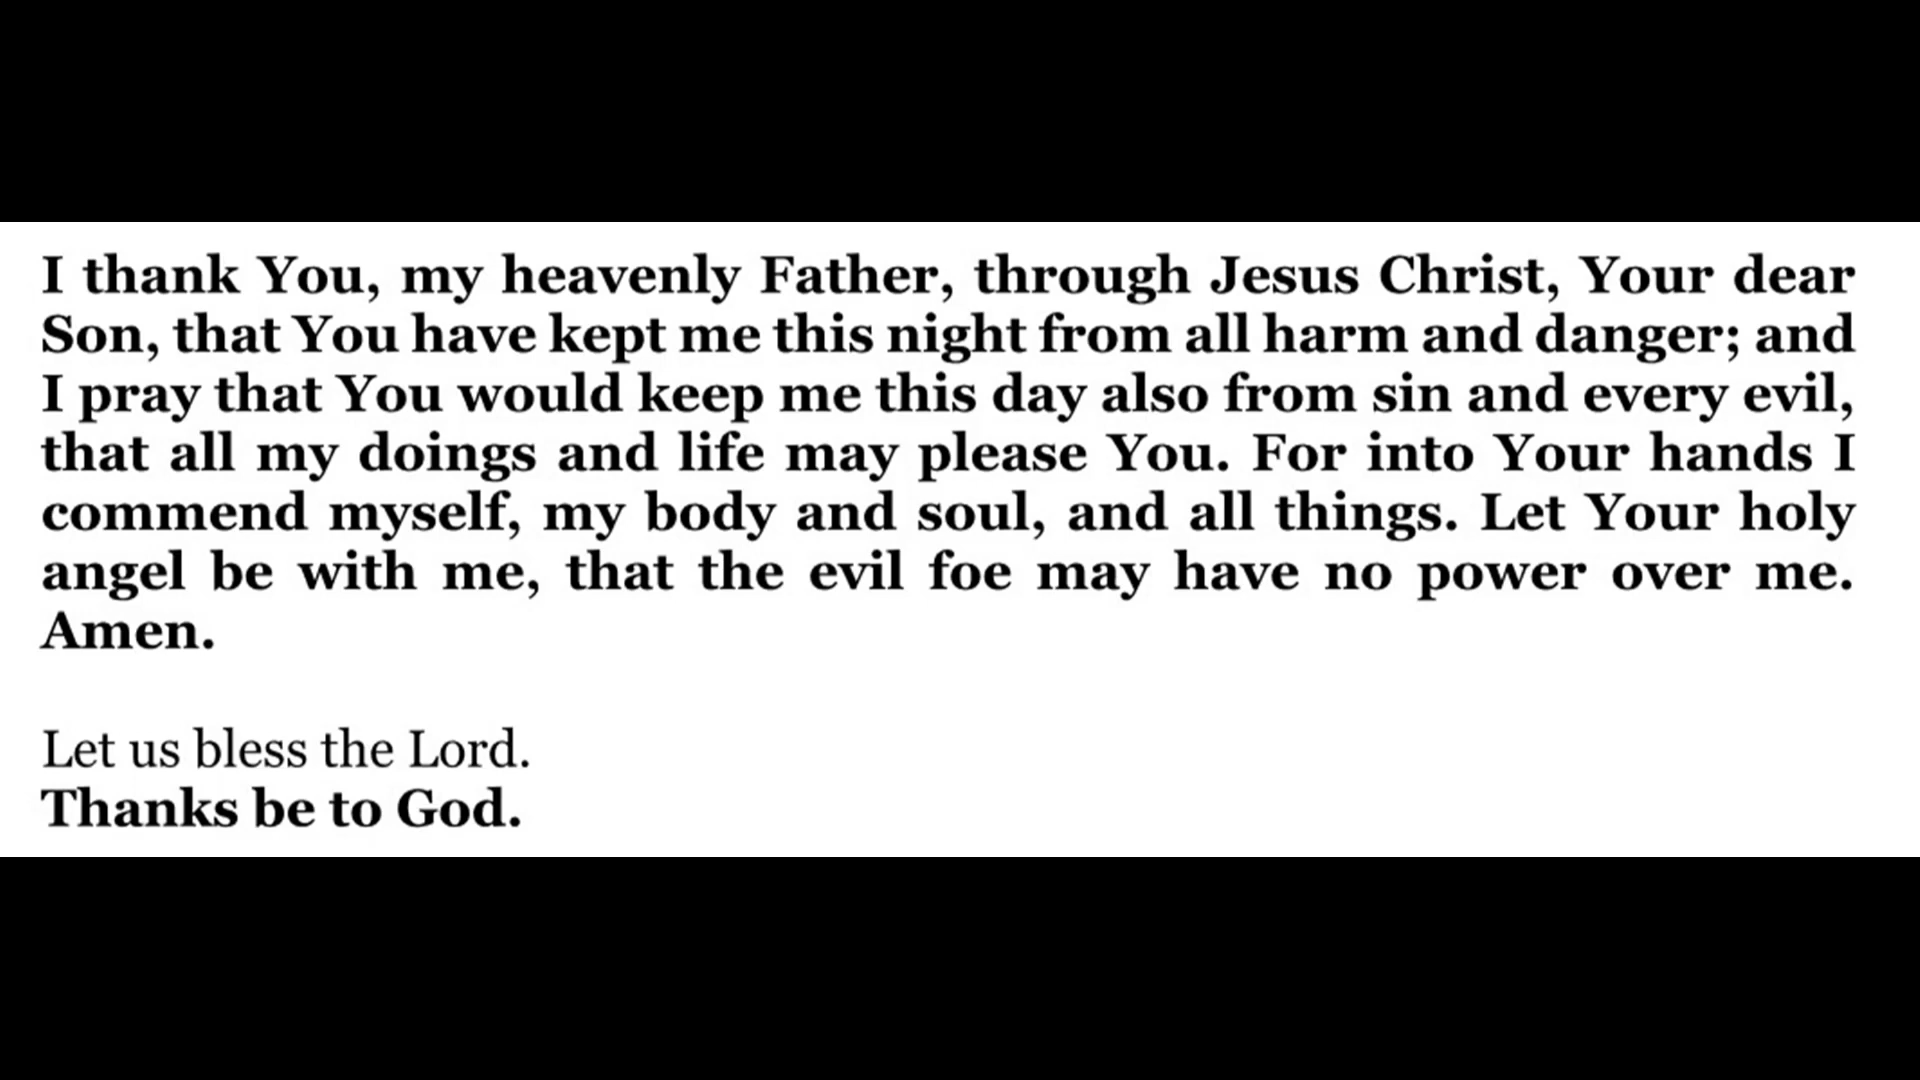 I thank You, my heavenly Father, through Jesus Christ, Your dear
Son, that You have kept me this night from all harm and danger; and
I pray that You would keep me this day also from sin and every evil,
that all my doings and life may please You. For into Your hands I
commend myself, my body and soul, and all things. Let Your holy
angel be with me, that the evil foe may have no power over me.
Amen.
Let us bless the Lord.
Thanks be to God.